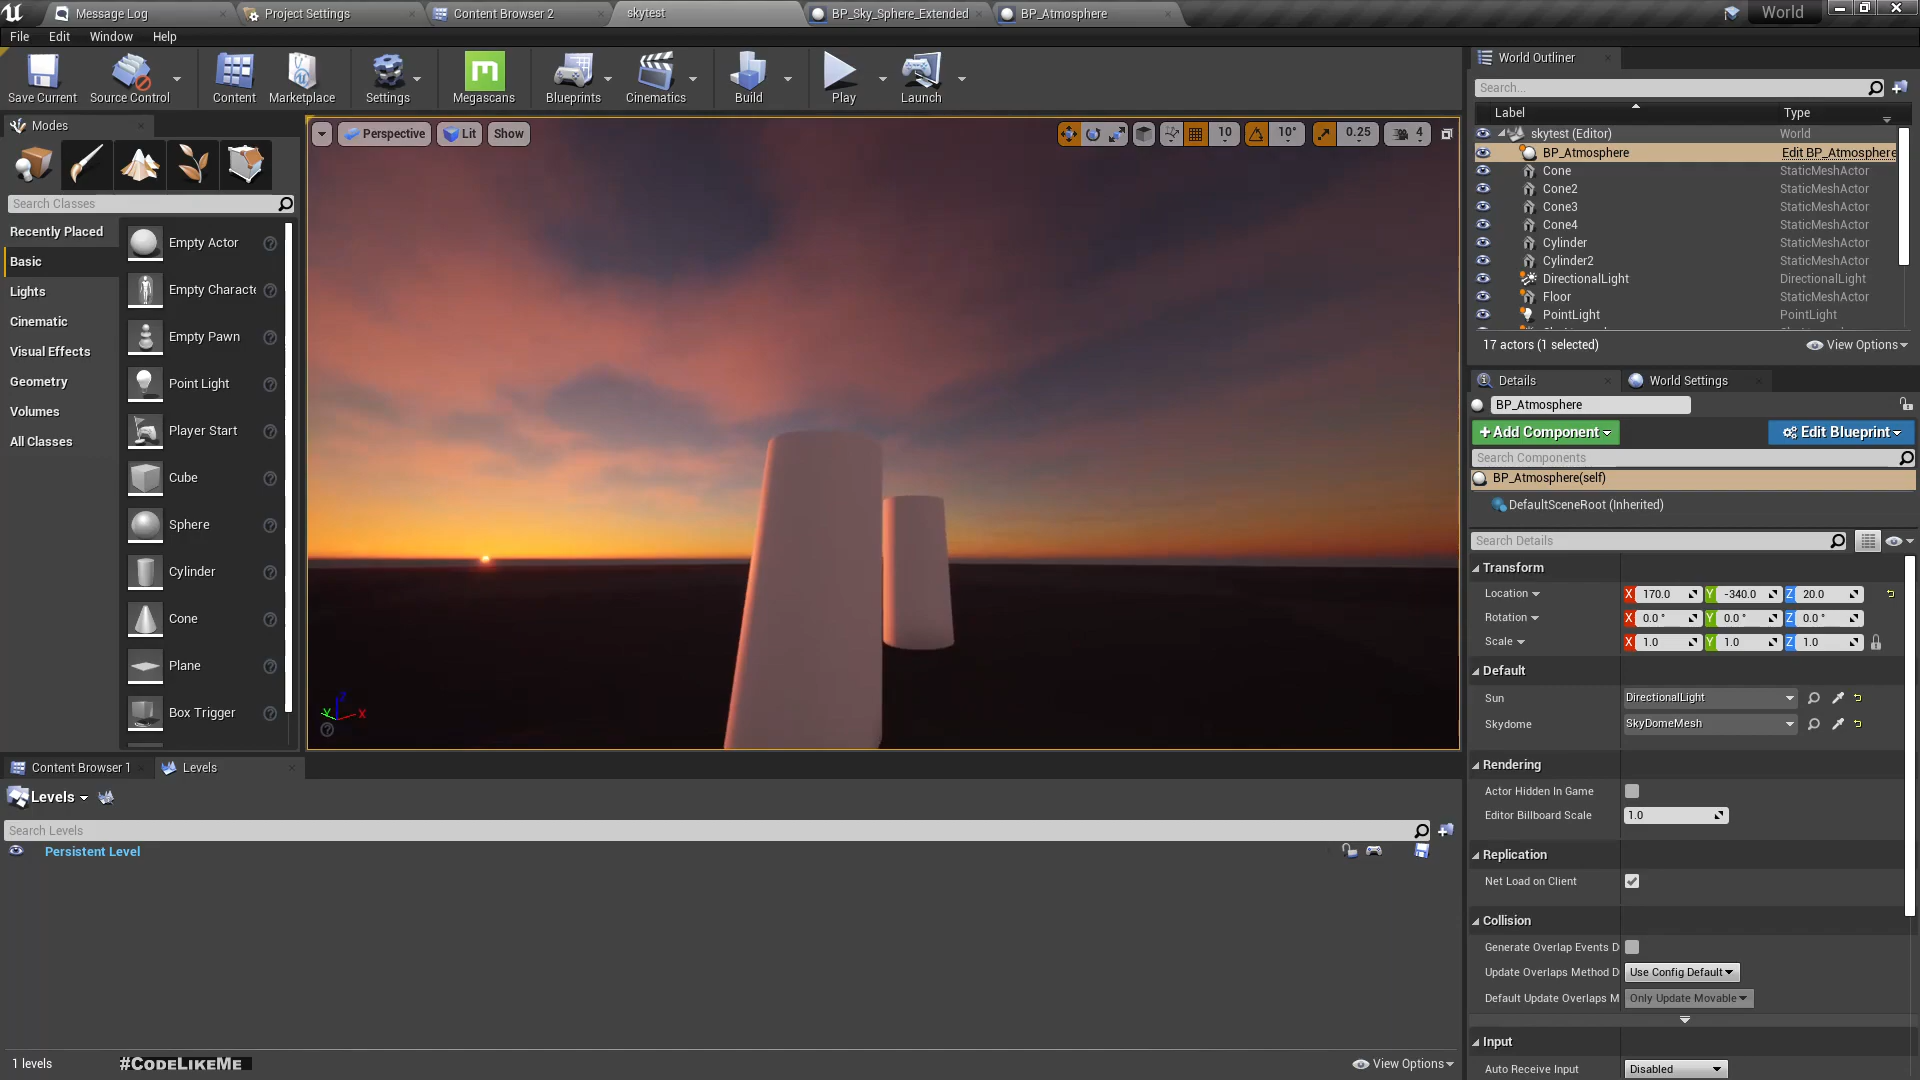 Message Log
Project Settings
Content Browser 2
skytest
BP_Sky_Sphere_Extended
BP_Atmosphere
World
File
Edit
Window
Help
Save Current
Source Control
Content
Marketplace
Settings
Megascans
Blueprints
Cinematics
Build
Play
Launch
Modes
Search Classes
Recently Placed
Basic
Lights
Cinematic
Visual Effects
Geometry
Volumes
All Classes
Empty Actor
Empty Characte
Empty Pawn
Point Light
Player Start
Cube
Sphere
Cylinder
Cone
Plane
Box Trigger
Perspective
Lit
Show
10
10°
0.25
4
X
Y
World Outliner
Search...
Label
Type
skytest (Editor)
World
BP_Atmosphere
Edit BP_Atmosphere
Cone
StaticMeshActor
Cone2
StaticMeshActor
Cone3
StaticMeshActor
Cone4
StaticMeshActor
Cylinder
StaticMeshActor
Cylinder2
StaticMeshActor
DirectionalLight
DirectionalLight
Floor
StaticMeshActor
PointLight
PointLight
17 actors (1 selected)
View Options
Details
World Settings
BP_Atmosphere
+Add Component
Edit Blueprint
Search Components
BP_Atmosphere(self)
DefaultSceneRoot (Inherited)
Search Details
Transform
Location
X 170.0 Y -340.0 Z 20.0
Rotation
X 0.0° Y 0.0° Z 0.0°
Scale
X 1.0 Y 1.0 Z 1.0
Default
Sun
DirectionalLight
Skydome
SkyDomeMesh
Rendering
Actor Hidden In Game
Editor Billboard Scale
1.0
Replication
Net Load on Client
Collision
Generate Overlap Events D
Update Overlaps Method D
Use Config Default
Default Update Overlaps M
Only Update Movable
Input
Auto Receive Input
Disabled
Content Browser 1
Levels
Levels
Search Levels
Persistent Level
1 levels
#CodeLikeMe
View Options